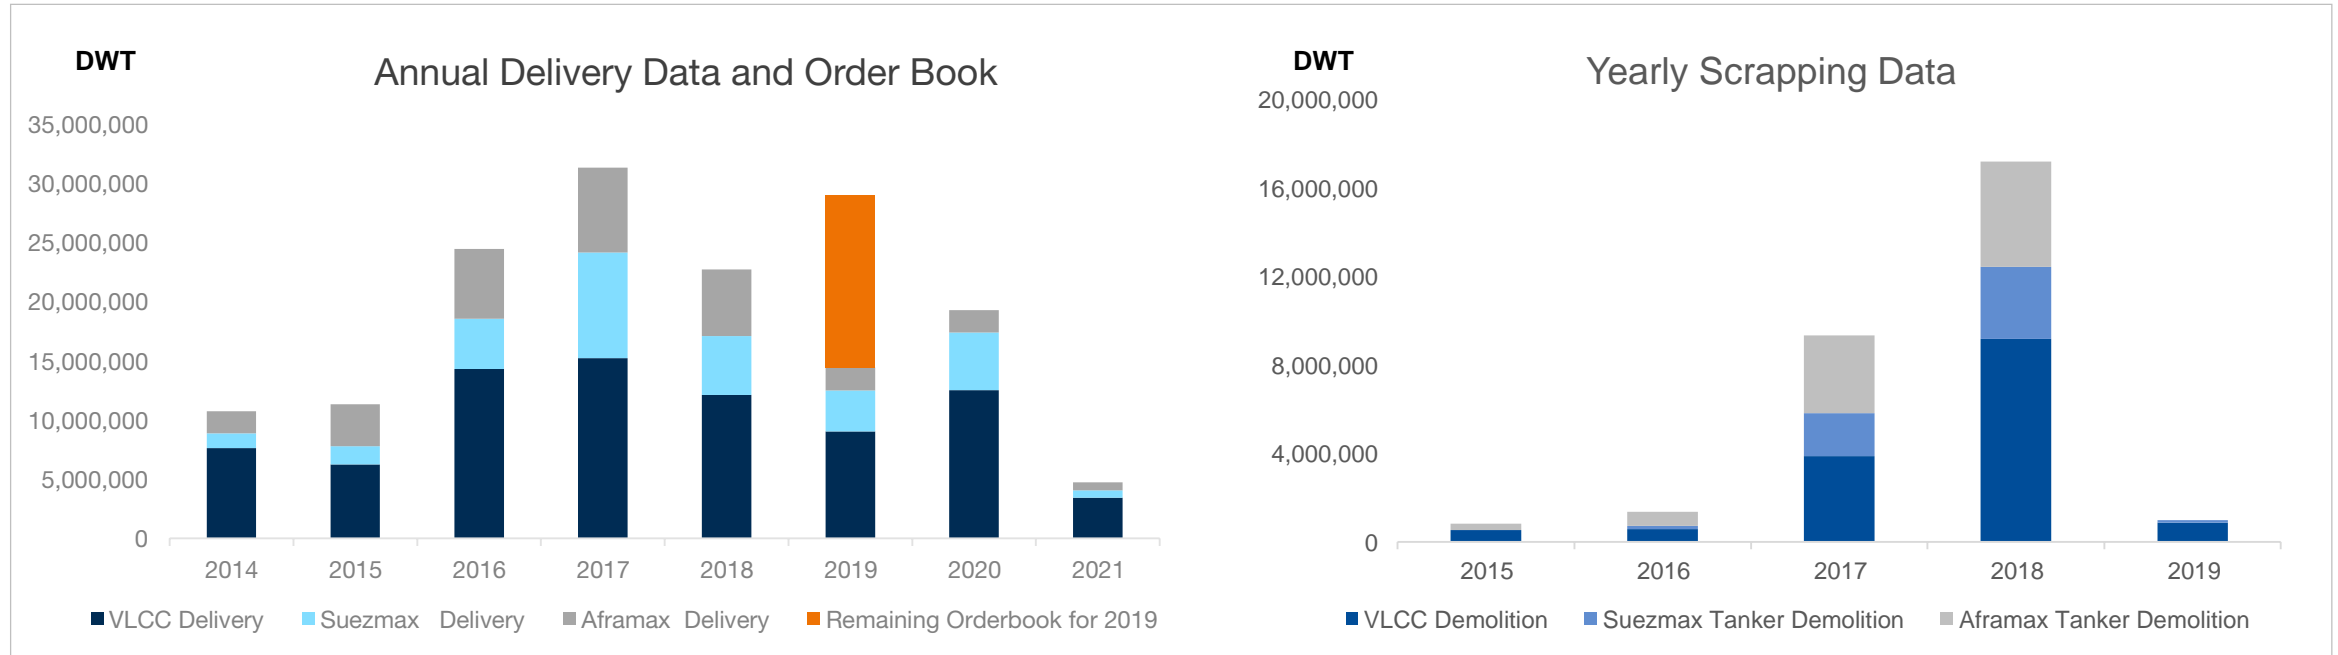 DWT
Annual Delivery Data and Order Book
35,000,000
30,000,000
25,000,000
20,000,000
15,000,000
10,000,000
5,000,000
0
2014 2015 2016 2017 2018 2019 2020 2021
VLCC Delivery Suezmax Delivery Aframax Delivery Remaining Orderbook for 2019
DWT
Yearly Scrapping Data
20,000,000
16,000,000
12,000,000
8,000,000
4,000,000
0
2015 2016 2017 2018 2019
VLCC Demolition Suezmax Tanker Demolition Aframax Tanker Demolition